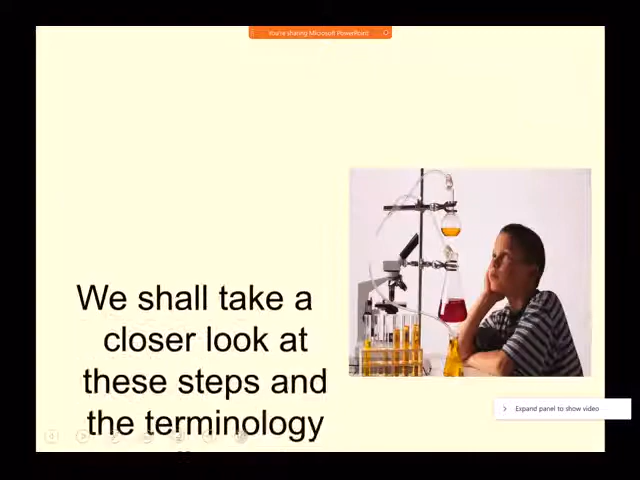 You're sharing Microsoft PowerPoint
We shall take a
closer look at
these steps and
the terminology
Expand panel to show video